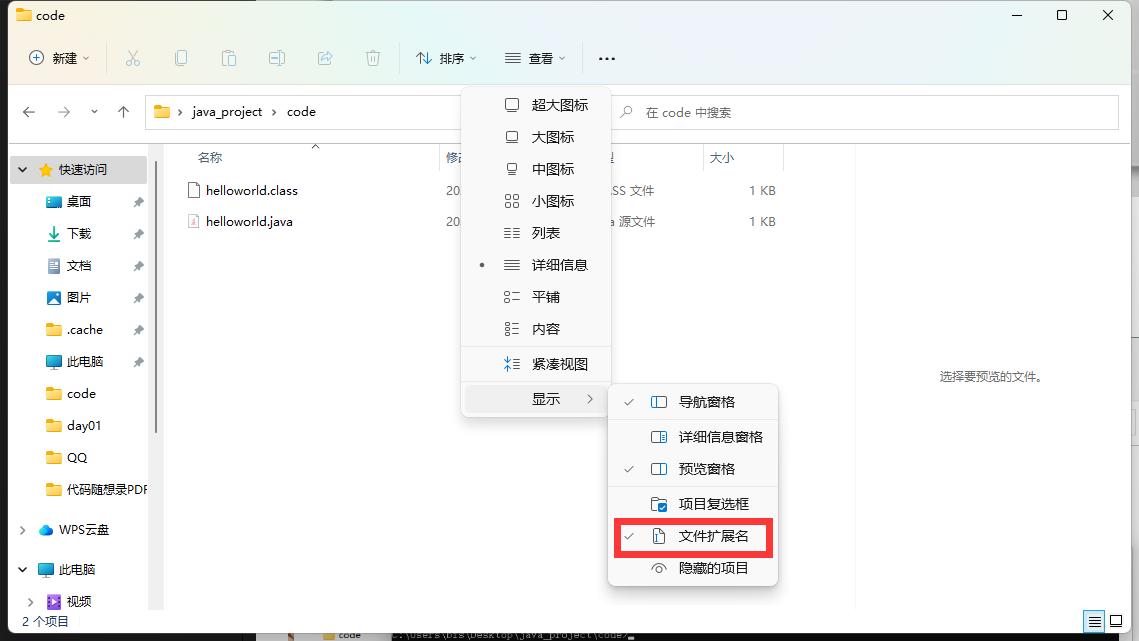 code
新建
排序
查看
java_project
code
在 code 中搜索
超大图标
大图标
中图标
小图标
列表
详细信息
平铺
内容
紧凑视图
显示
导航窗格
详细信息窗格
预览窗格
项目复选框
文件扩展名
隐藏的项目
名称
大小
helloworld.class
20
SS 文件
1 KB
helloworld.java
20
a 源文件
1 KB
选择要预览的文件。
快速访问
桌面
下载
文档
图片
.cache
此电脑
code
day01
QQ
代码随想录PDF
WPS云盘
此电脑
视频
2 个项目
code
C:\Users\bis\Desktop\java_project\code>